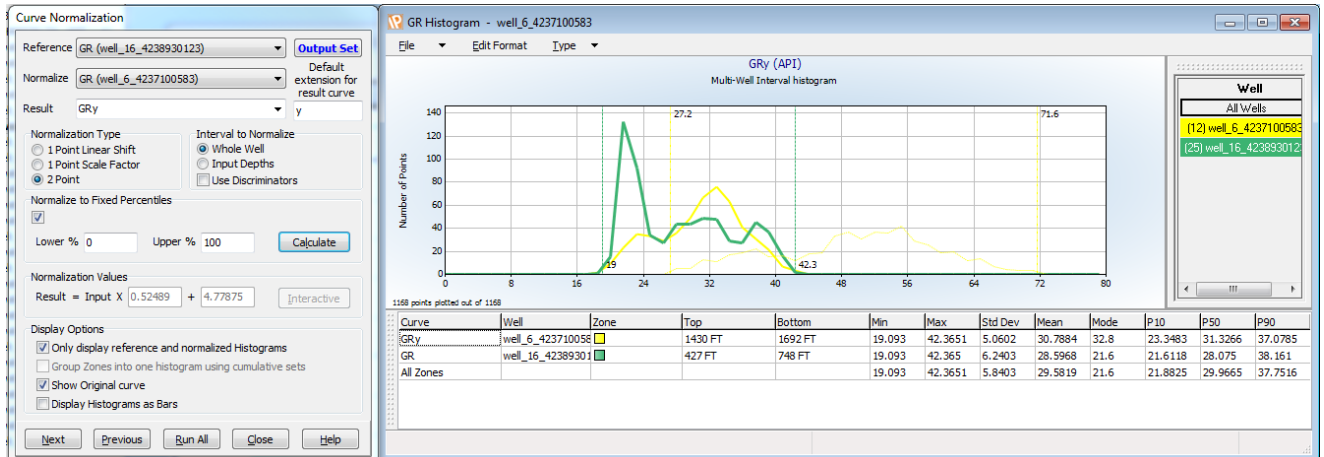 Curve Normalization
Reference GR (well_16_4238930123) Output Set
Normalize GR (well_6_4237100583)
Default extension for result curve
Result GRy y
Normalization Type
1 Point Linear Shift
1 Point Scale Factor
2 Point
Interval to Normalize
Whole Well
Input Depths
Use Discriminators
Normalize to Fixed Percentiles
Lower % 0 Upper % 100 Calculate
Normalization Values
Result = Input X 0.52489 + 4.77875 Interactive
Display Options
Only display reference and normalized Histograms
Group Zones into one histogram using cumulative sets
Show Original curve
Display Histograms as Bars
Next Previous Run All Close Help
IP GR Histogram - well_6_4237100583
File Edit Format Type
GRy (API)
Multi-Well Interval histogram
Number of Points
140
120
100
80
60
40
20
0
27.2 71.6
19 42.3
0 8 16 24 32 40 48 56 64 72 80
1168 points plotted out of 1168
Well
All Wells
(12) well_6_4237100583
(25) well_16_423893012
Curve Well Zone Top Bottom Min Max Std Dev Mean Mode P10 P50 P90
GRy well_6_423710058 1430 FT 1692 FT 19.093 42.3651 5.0602 30.7884 32.8 23.3483 31.3266 37.0785
GR well_16_42389301 427 FT 748 FT 19.093 42.365 6.2403 28.5968 21.6 21.6118 28.075 38.161
All Zones 19.093 42.3651 5.8403 29.5819 21.6 21.8825 29.9665 37.7516